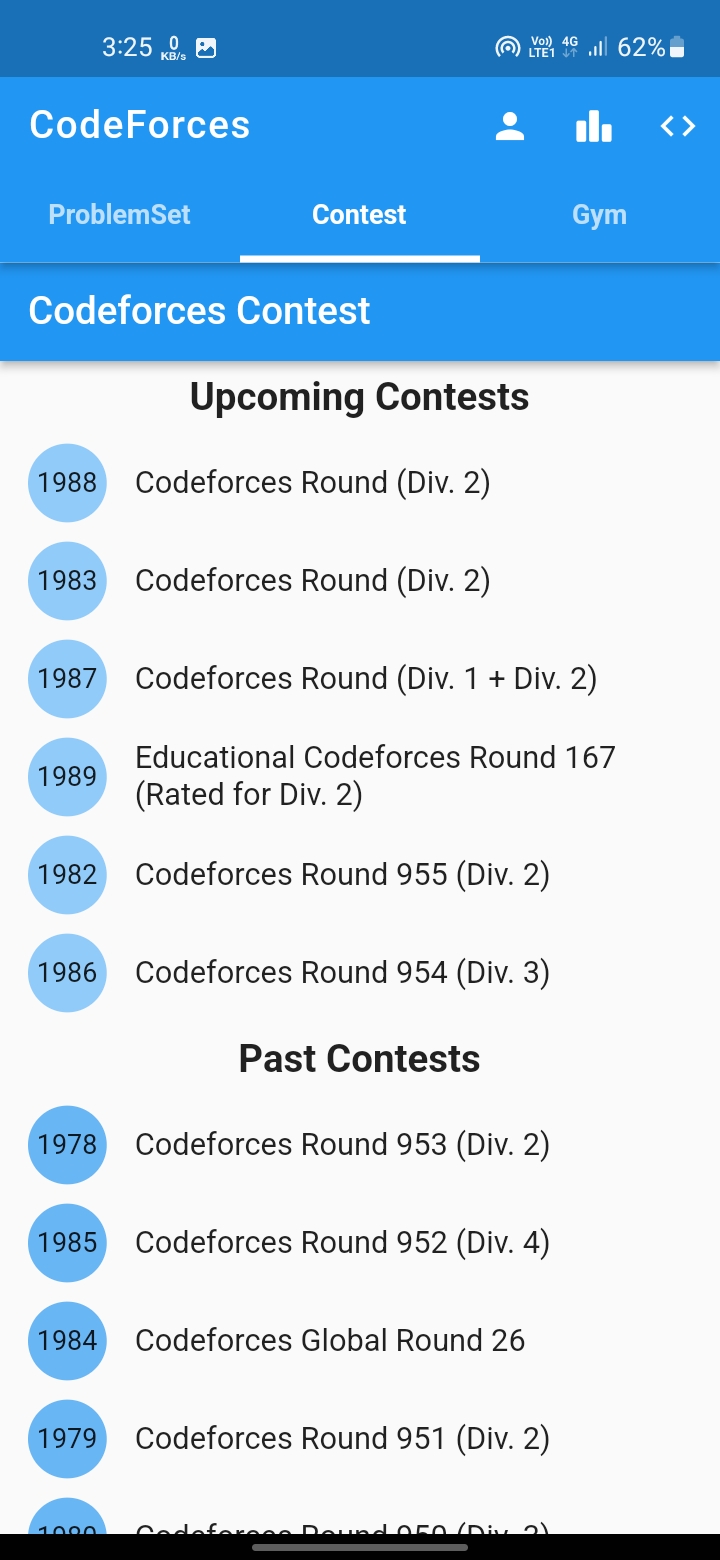 3:25 0 KB/s Vo)) LTE1 4G 62%
CodeForces
ProblemSet Contest Gym
Codeforces Contest
Upcoming Contests
1988 Codeforces Round (Div. 2)
1983 Codeforces Round (Div. 2)
1987 Codeforces Round (Div. 1 + Div. 2)
1989 Educational Codeforces Round 167
(Rated for Div. 2)
1982 Codeforces Round 955 (Div. 2)
1986 Codeforces Round 954 (Div. 3)
Past Contests
1978 Codeforces Round 953 (Div. 2)
1985 Codeforces Round 952 (Div. 4)
1984 Codeforces Global Round 26
1979 Codeforces Round 951 (Div. 2)
Codeforces Round 950